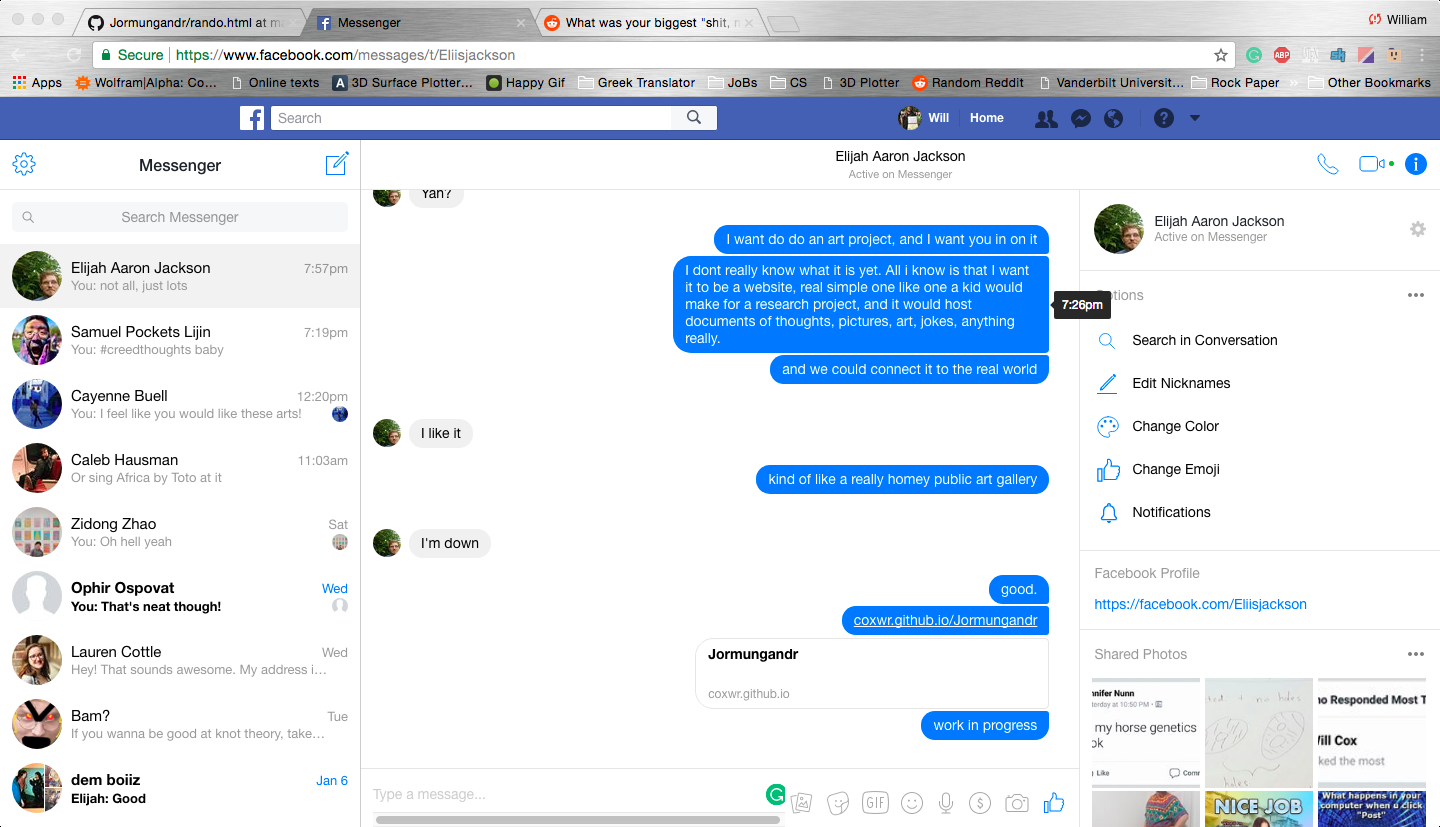 Jormungandr/rando.html at ma
Messenger
What was your biggest "shit, n
William
Secure
https://www.facebook.com/messages/t/Eliisjackson
ABP
Apps
Wolfram|Alpha: Co...
Online texts
3D Surface Plotter...
Happy Gif
Greek Translator
JoBs
CS
3D Plotter
Random Reddit
Vanderbilt Universit...
Rock Paper
Other Bookmarks
Search
Will
Home
Messenger
Search Messenger
Elijah Aaron Jackson
7:57pm
You: not all, just lots
Samuel Pockets Lijin
7:19pm
You: #creedthoughts baby
Cayenne Buell
12:20pm
You: I feel like you would like these arts!
Caleb Hausman
11:03am
Or sing Africa by Toto at it
Zidong Zhao
Sat
You: Oh hell yeah
Ophir Ospovat
Wed
You: That's neat though!
Lauren Cottle
Wed
Hey! That sounds awesome. My address i...
Bam?
Tue
If you wanna be good at knot theory, take...
dem boiiz
Jan 6
Elijah: Good
Elijah Aaron Jackson
Active on Messenger
Yah?
I want do do an art project, and I want you in on it
I dont really know what it is yet. All i know is that I want
it to be a website, real simple one like one a kid would
make for a research project, and it would host
documents of thoughts, pictures, art, jokes, anything
really.
7:26pm
and we could connect it to the real world
I like it
kind of like a really homey public art gallery
I'm down
good.
coxwr.github.io/Jormungandr
Jormungandr
coxwr.github.io
work in progress
Type a message...
GIF
Elijah Aaron Jackson
Active on Messenger
Options
Search in Conversation
Edit Nicknames
Change Color
Change Emoji
Notifications
Facebook Profile
https://facebook.com/Eliisjackson
Shared Photos
nnifer Nunn
terday at 10:50 PM
my horse genetics
ok
Like
Comr
holes
ho Responded Most T
Vill Cox
ked the most
NICE JOB
What happens in your
computer when u click
"Post"